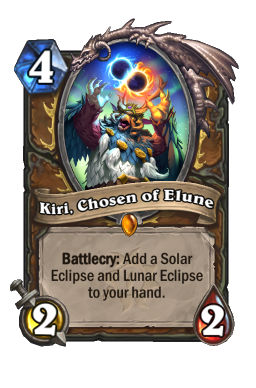 4
Kiri, Chosen of Elune
Battlecry: Add a Solar
Eclipse and Lunar Eclipse
to your hand.
2
2